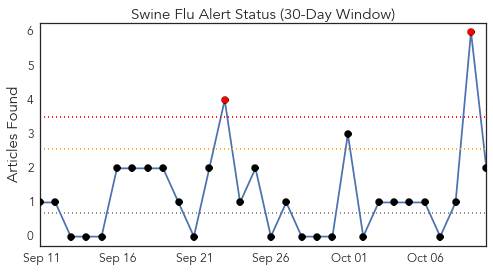 Swine Flu Alert Status (30-Day Window)
Articles Found
6
5
4
3
2
1
0
Sep 11 Sep 16 Sep 21 Sep 26 Oct 01 Oct 06